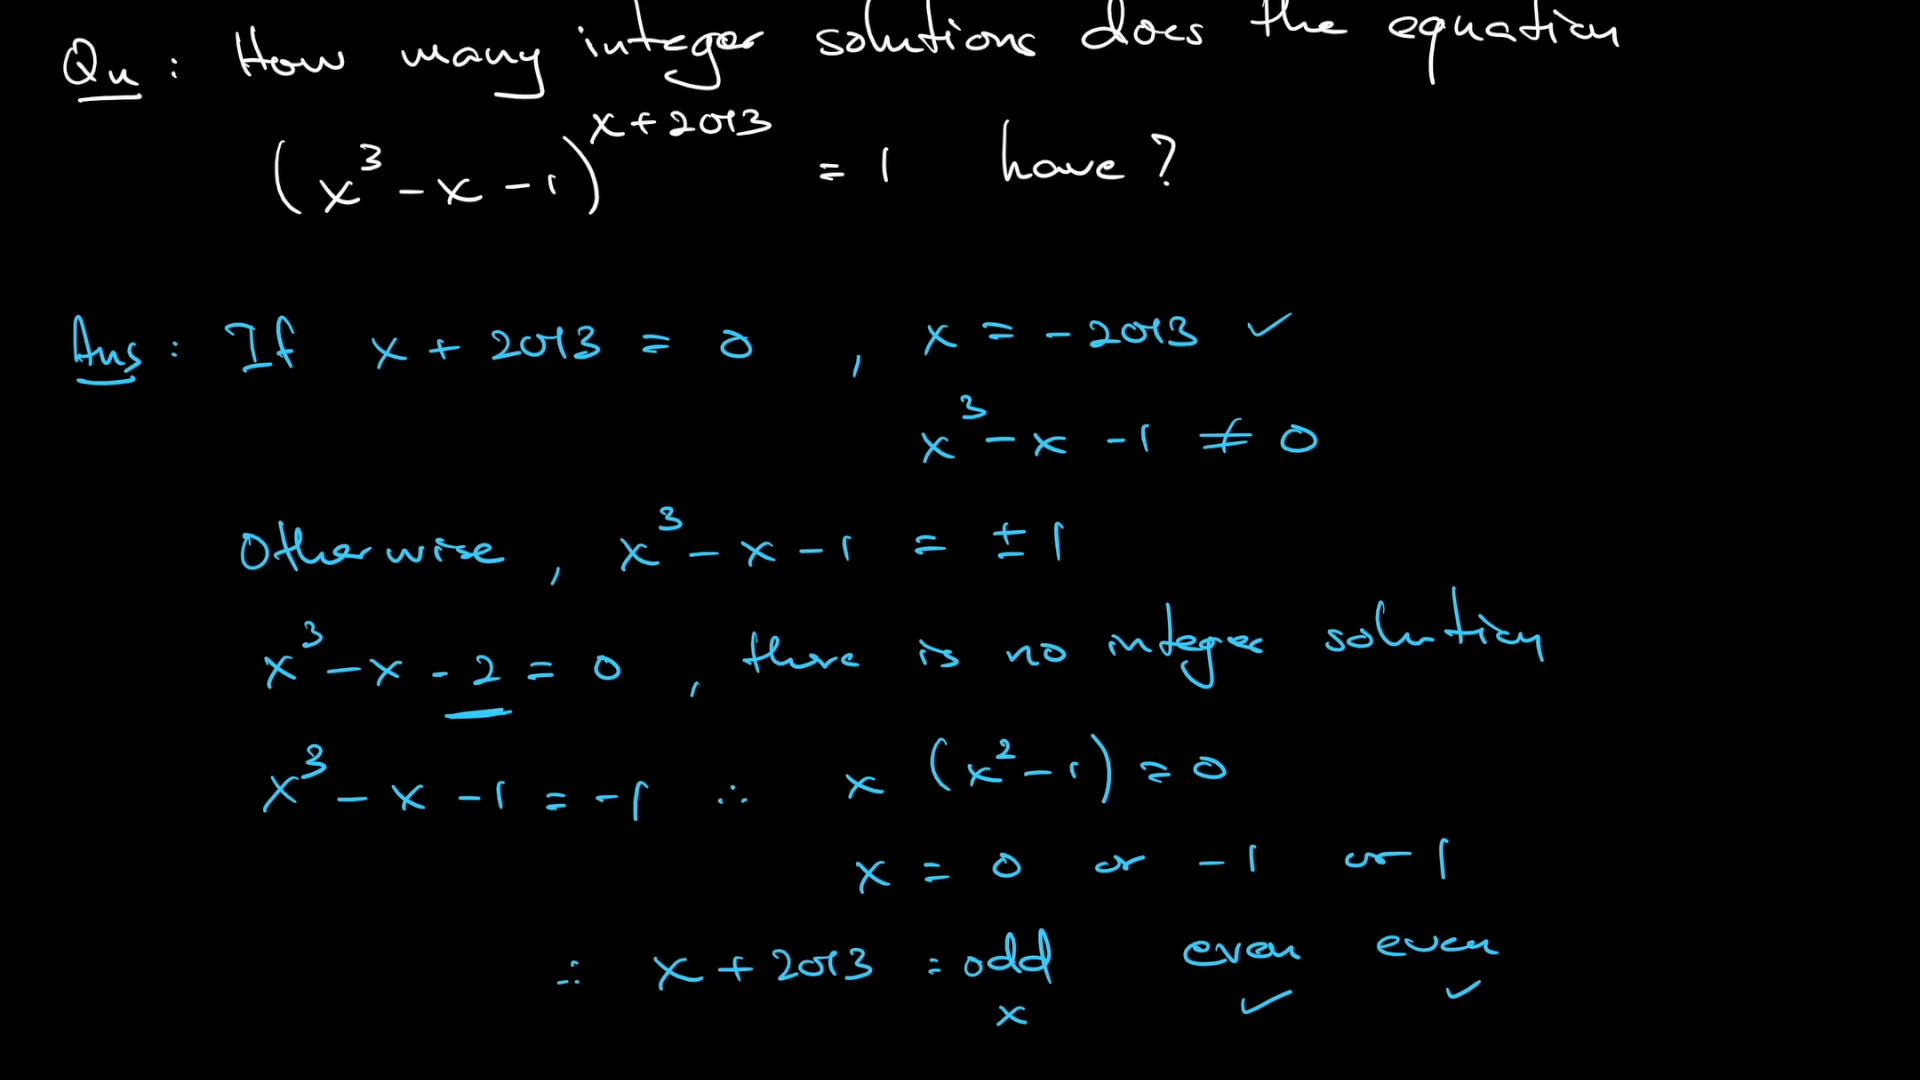 Qu : How many integer solutions does the equation
(x³ - x - 1)^(x+2013) = 1 have?
Ans : If x + 2013 = 0 , x = -2013 ✓
x³ - x - 1 ≠ 0
Otherwise , x³ - x - 1 = ± 1
x³ - x - 2 = 0 , there is no integer solution
x³ - x - 1 = -1 ∴ x (x² - 1) = 0
x = 0 or -1 or 1
∴ x + 2013 = odd even even
x ✓ ✓